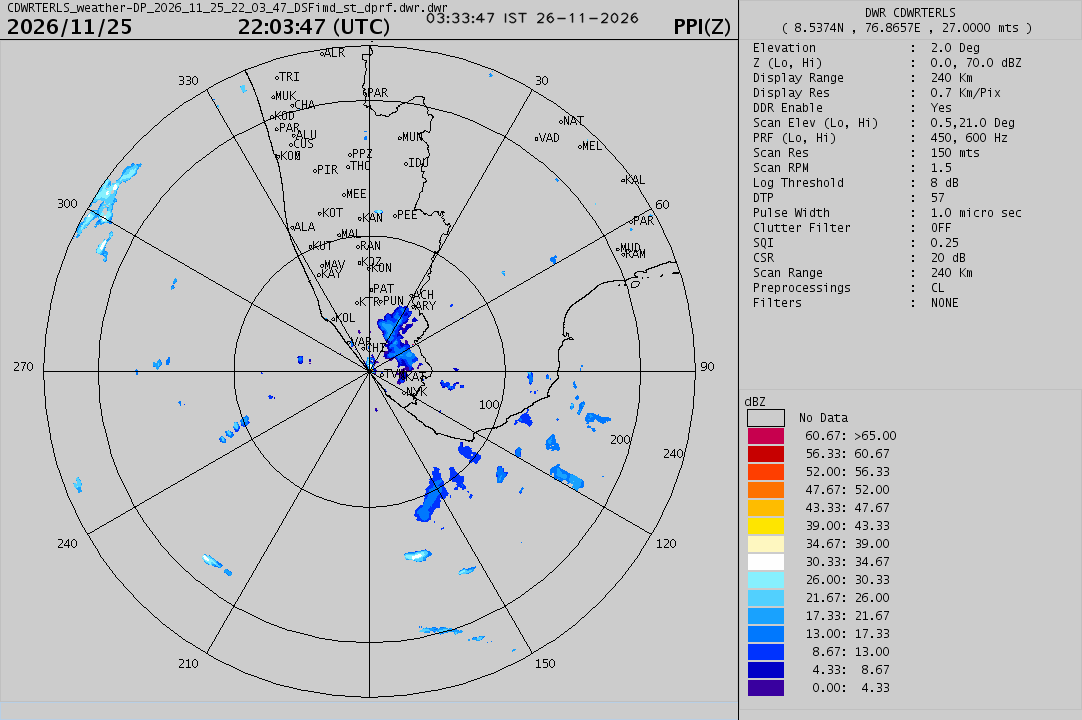 CDWRTERLS_weather-DP_2026_11_25_22_03_47_DSFimd_st_dprf.dwr.dwr
2026/11/25 22:03:47 (UTC) 03:33:47 IST 26-11-2026 PPI(Z)
DWR CDWRTERLS
( 8.5374N , 76.8657E , 27.0000 mts )
Elevation : 2.0 Deg
Z (Lo, Hi) : 0.0, 70.0 dBZ
Display Range : 240 Km
Display Res : 0.7 Km/Pix
DDR Enable : Yes
Scan Elev (Lo, Hi) : 0.5,21.0 Deg
PRF (Lo, Hi) : 450, 600 Hz
Scan Res : 150 mts
Scan RPM : 1.5
Log Threshold : 8 dB
DTP : 57
Pulse Width : 1.0 micro sec
Clutter Filter : OFF
SQI : 0.25
CSR : 20 dB
Scan Range : 240 Km
Preprocessings : CL
Filters : NONE
dBZ
No Data
60.67: >65.00
56.33: 60.67
52.00: 56.33
47.67: 52.00
43.33: 47.67
39.00: 43.33
34.67: 39.00
30.33: 34.67
26.00: 30.33
21.67: 26.00
17.33: 21.67
13.00: 17.33
8.67: 13.00
4.33: 8.67
0.00: 4.33
ALR
TRI
330
30
MUK
PAR
CHA
KOD
NAT
PAR
ALU
MUN
VAD
CUS
MEL
PPZ
THO
IDU
PIR
KAL
MEE
300
60
KOT
KAN
PEE
PAR
ALA
MAL
KUT
RAN
MUD
RAM
MAV
KOZ
KON
KAY
PAT
ACH
KTR
PUN
ARY
KOL
VAR
CHI
270
90
KAT
NYK
100
200
240
240
120
210
150